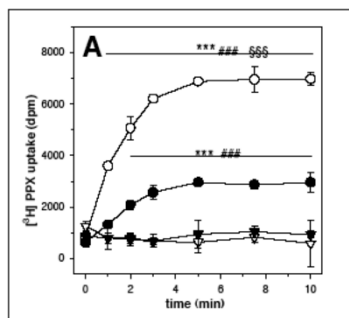 A
*** ### §§§
8000
6000
*** ###
4000
2000
0
[³H] PPX uptake (dpm)
0 2 4 6 8 10
time (min)